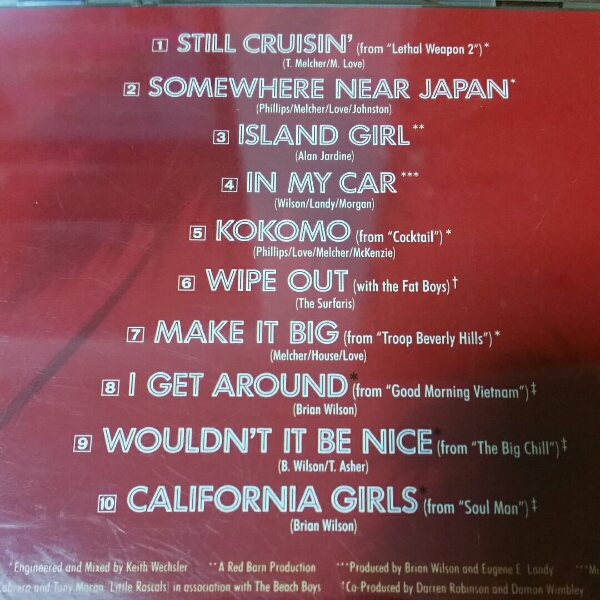 1 STILL CRUISIN' (from "Lethal Weapon 2")*
(T. Melcher/M. Love)
2 SOMEWHERE NEAR JAPAN*
(Phillips/Melcher/Love/Johnston)
3 ISLAND GIRL**
(Alan Jardine)
4 IN MY CAR***
(Wilson/Landy/Morgan)
5 KOKOMO (from "Cocktail")*
(Phillips/Love/Melcher/McKenzie)
6 WIPE OUT (with the Fat Boys)†
(The Surfaris)
7 MAKE IT BIG (from "Troop Beverly Hills")*
(Melcher/House/Love)
8 I GET AROUND* (from "Good Morning Vietnam")‡
(Brian Wilson)
9 WOULDN'T IT BE NICE* (from "The Big Chill")‡
(B. Wilson/T. Asher)
10 CALIFORNIA GIRLS* (from "Soul Man")‡
(Brian Wilson)
*Engineered and Mixed by Keith Wechsler **A Red Barn Production ***Produced by Brian Wilson and Eugene E. Landy
and Tony Macan Little Rascals) in association with The Beach Boys †Co-Produced by Darren Robinson and Damon Wimbley